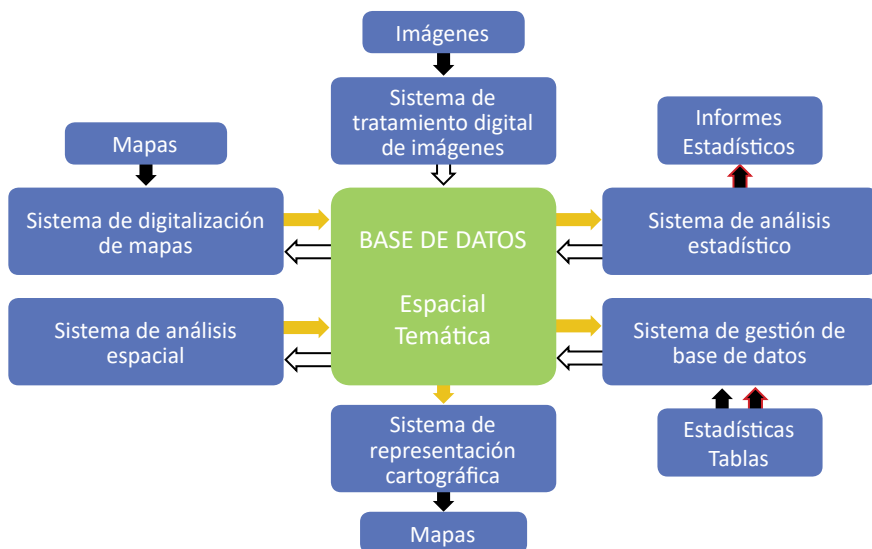 Imágenes
Sistema de
tratamiento digital
de imágenes
Mapas
Informes
Estadísticos
Sistema de digitalización
de mapas
BASE DE DATOS
Espacial
Temática
Sistema de análisis
estadístico
Sistema de análisis
espacial
Sistema de gestión de
base de datos
Sistema de
representación
cartográfica
Estadísticas
Tablas
Mapas